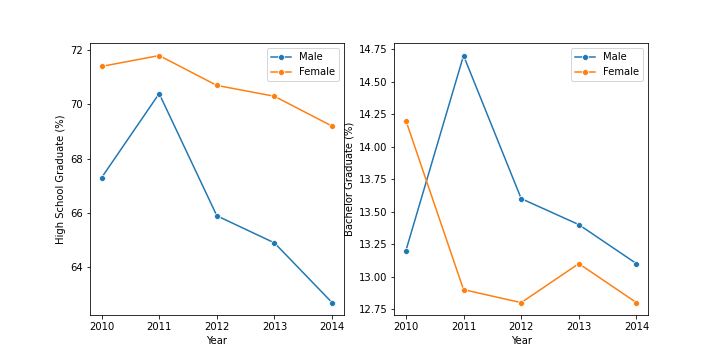 72
70
68
66
64
High School Graduate (%)
2010 2011 2012 2013 2014
Year
Male
Female
14.75
14.50
14.25
14.00
13.75
13.50
13.25
13.00
12.75
Bachelor Graduate (%)
2010 2011 2012 2013 2014
Year
Male
Female